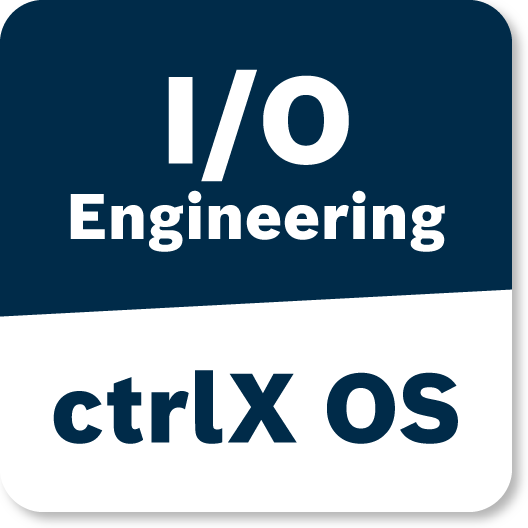 I/O
Engineering
ctrlX OS